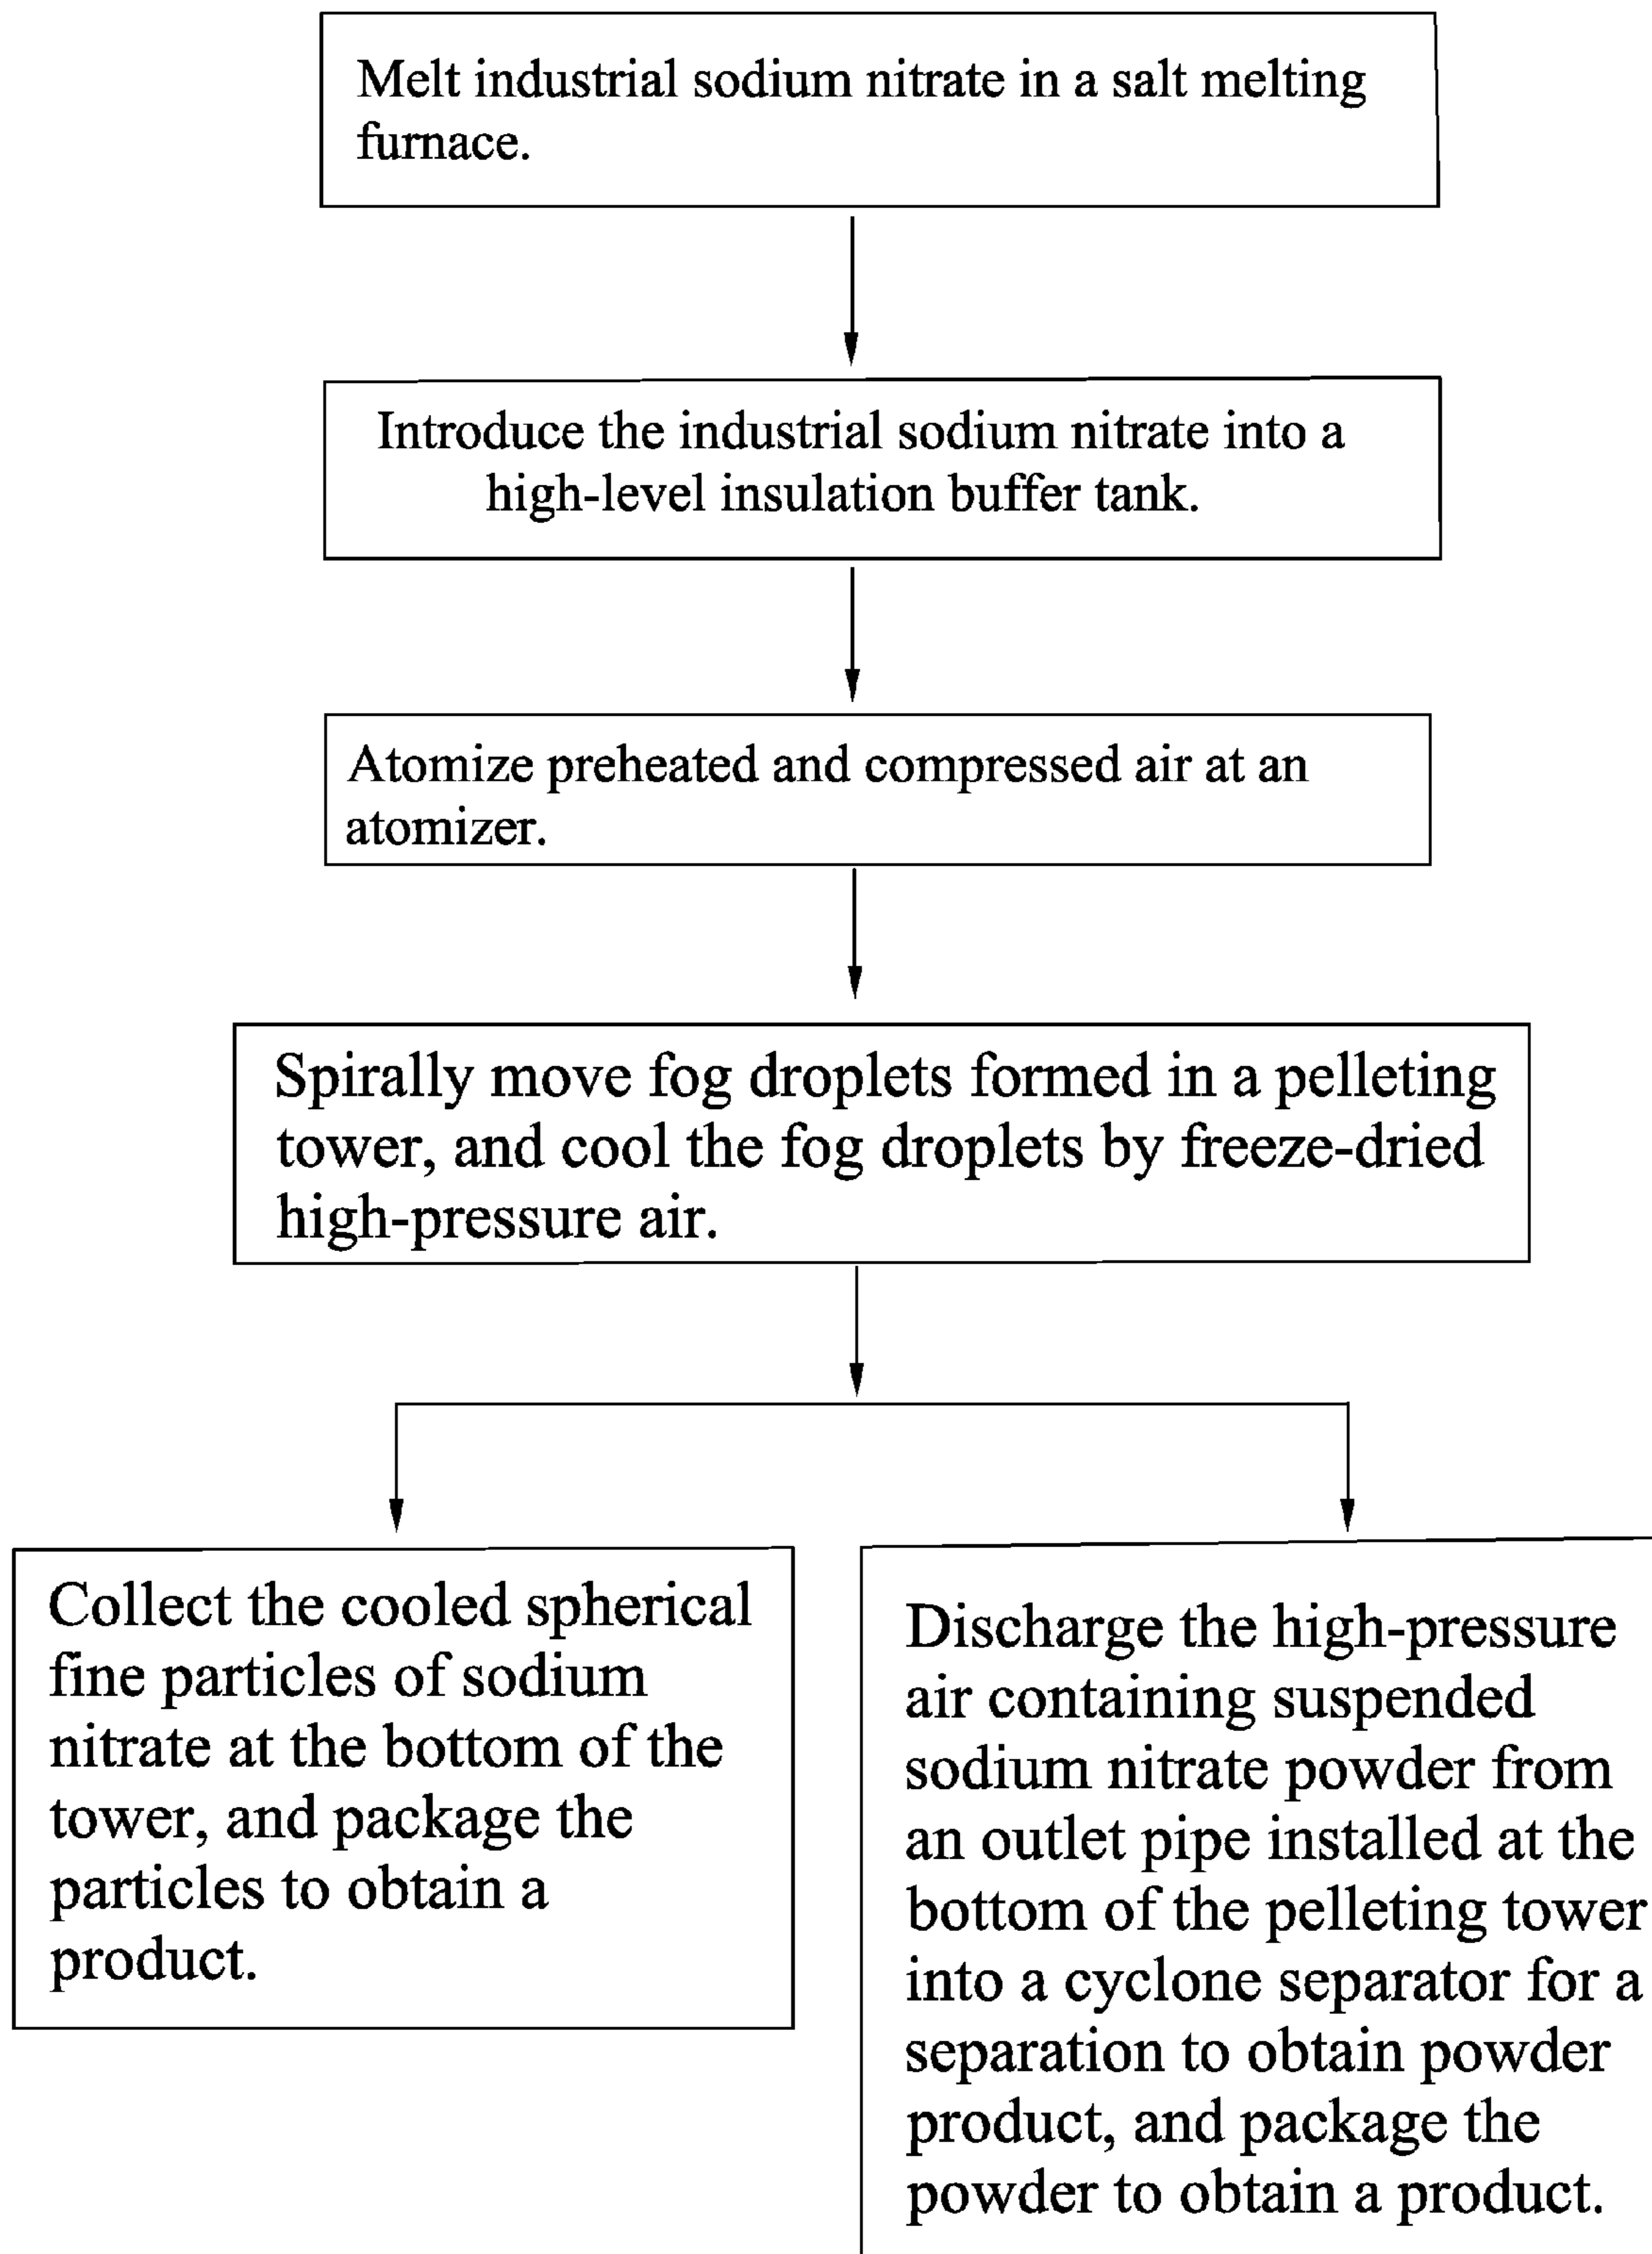 Melt industrial sodium nitrate in a salt melting
furnace.
Introduce the industrial sodium nitrate into a
high-level insulation buffer tank.
Atomize preheated and compressed air at an
atomizer.
Spirally move fog droplets formed in a pelleting
tower, and cool the fog droplets by freeze-dried
high-pressure air.
Collect the cooled spherical
fine particles of sodium
nitrate at the bottom of the
tower, and package the
particles to obtain a
product.
Discharge the high-pressure
air containing suspended
sodium nitrate powder from
an outlet pipe installed at the
bottom of the pelleting tower
into a cyclone separator for a
separation to obtain powder
product, and package the
powder to obtain a product.